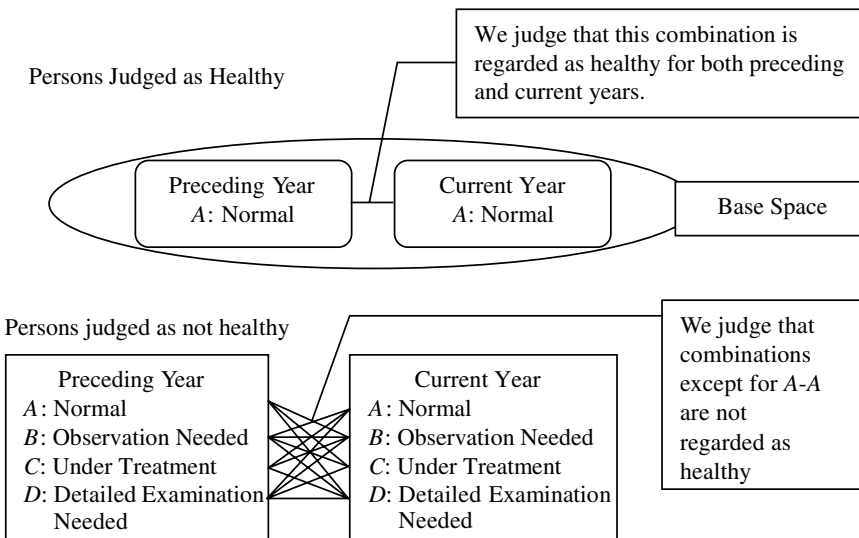 Persons Judged as Healthy
We judge that this combination is
regarded as healthy for both preceding
and current years.
Preceding Year
A: Normal
Current Year
A: Normal
Base Space
Persons judged as not healthy
Preceding Year
A: Normal
B: Observation Needed
C: Under Treatment
D: Detailed Examination
Needed
Current Year
A: Normal
B: Observation Needed
C: Under Treatment
D: Detailed Examination
Needed
We judge that
combinations
except for A-A
are not
regarded as
healthy